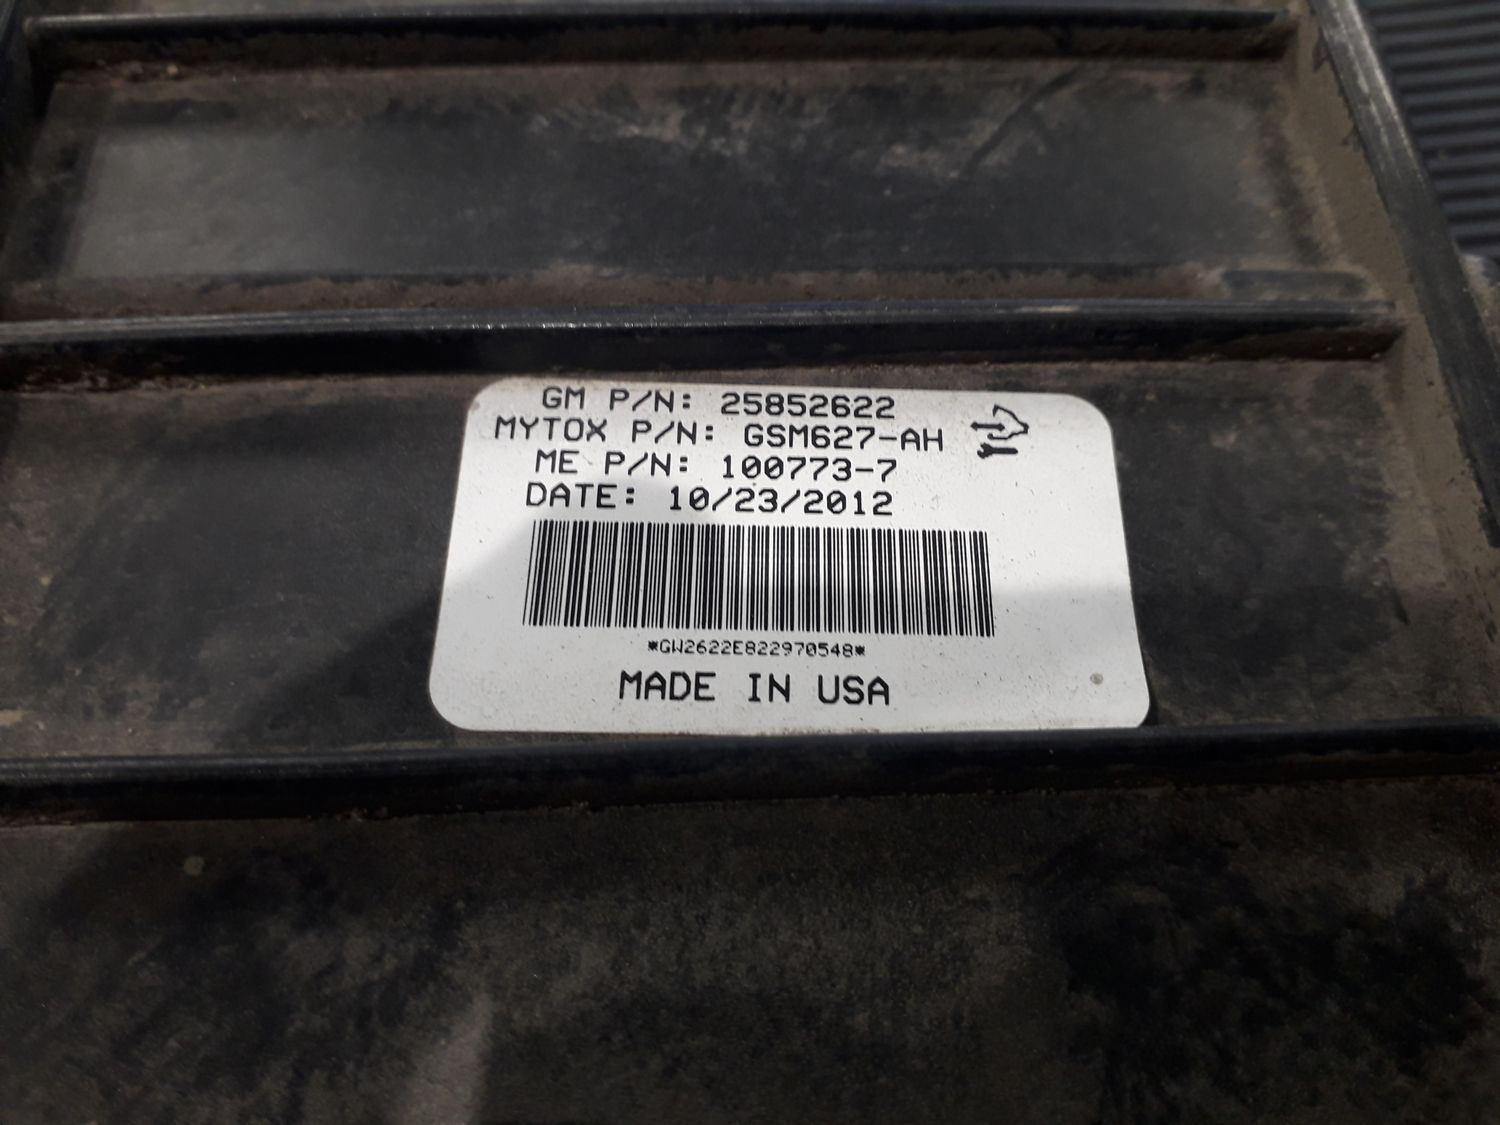 GM P/N: 25852622
MYTOX P/N: GSM627-AH
ME P/N: 100773-7
DATE: 10/23/2012
*GW2622E822970548*
MADE IN USA